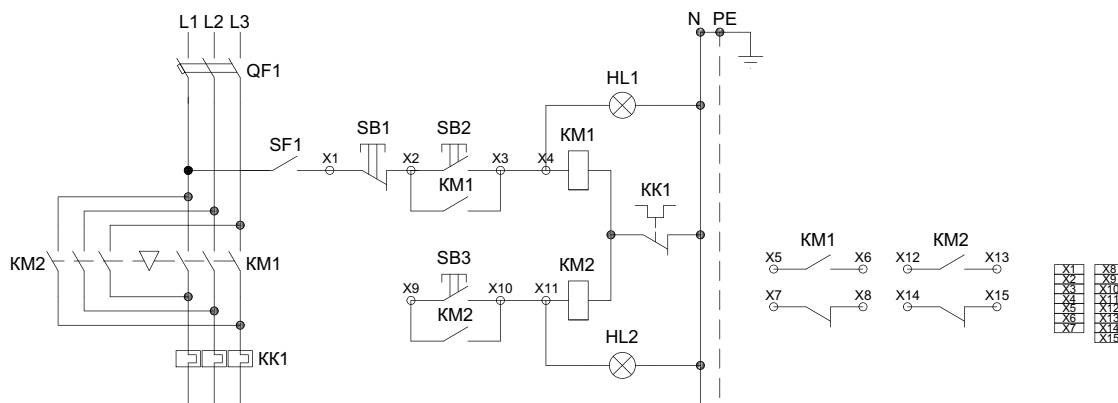 L1 L2 L3
N PE
QF1
HL1
SF1
X1
SB1
X2
SB2
X3
X4
KM1
KM1
KK1
KM2
KM1
SB3
X9
X10
X11
KM2
KM2
HL2
KK1
KM1
KM2
X5
X6
X12
X13
X7
X8
X14
X15
X1
X2
X3
X4
X5
X6
X7
X8
X9
X10
X11
X12
X13
X14
X15